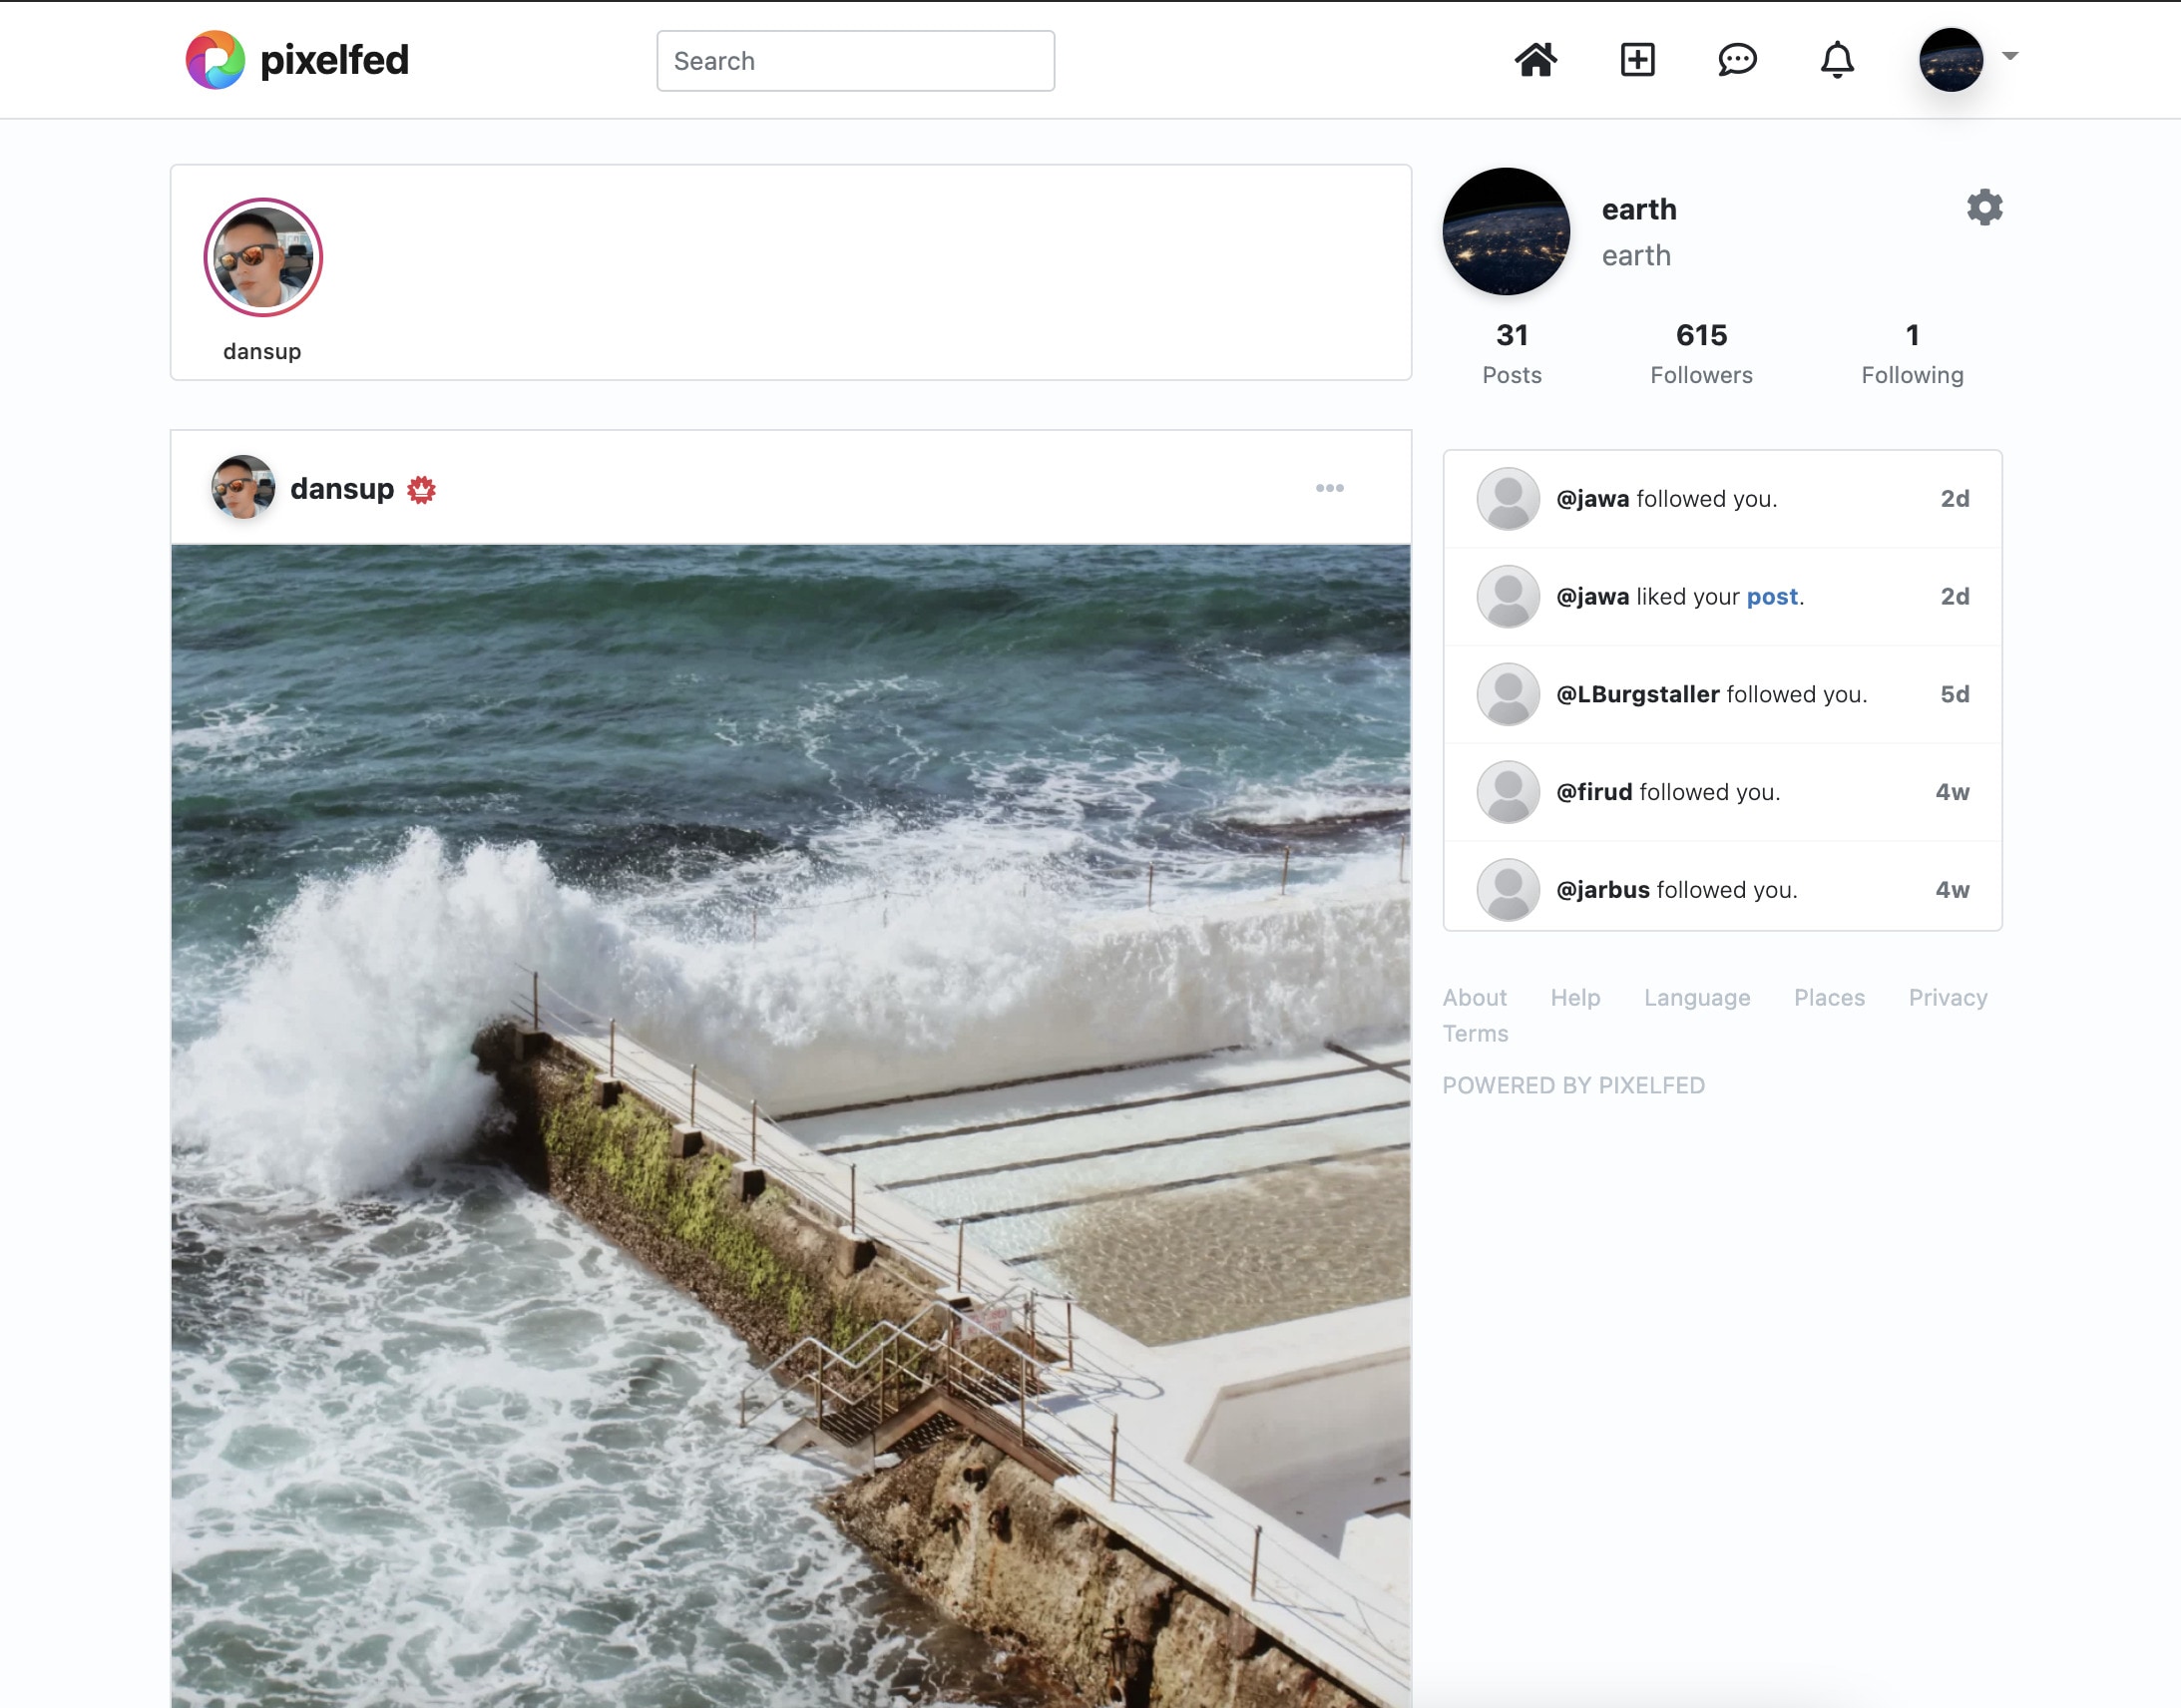 pixelfed
Search
dansup
earth
earth
31
Posts
615
Followers
1
Following
dansup
@jawa followed you. 2d
@jawa liked your post. 2d
@LBurgstaller followed you. 5d
@firud followed you. 4w
@jarbus followed you. 4w
About Help Language Places Privacy
Terms
POWERED BY PIXELFED